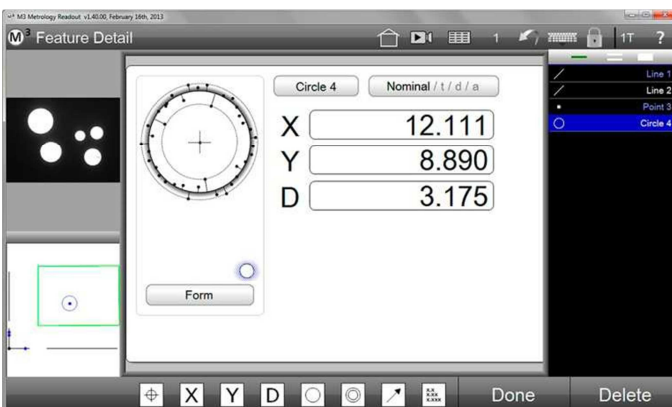 M3 Metrology Readout v1.40.00, February 16th, 2013
M3 Feature Detail
1
1T
?
Line 1
Line 2
Point 3
Circle 4
Circle 4
Nominal / t / d / a
X 12.111
Y 8.890
D 3.175
Form
X Y D
Done
Delete